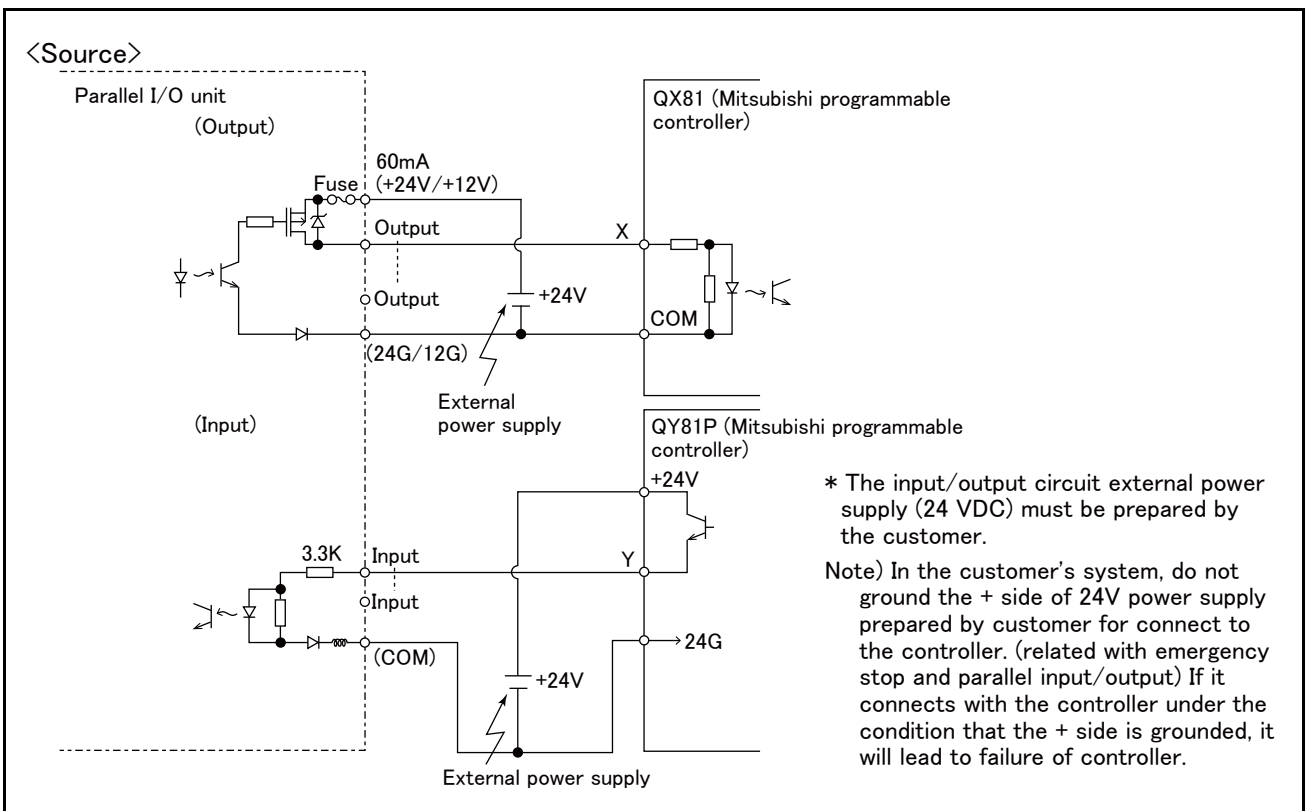 <Source>
Parallel I/O unit
(Output)
QX81 (Mitsubishi programmable
controller)
60mA
Fuse (+24V/+12V)
Output
X
Output
+24V
COM
(24G/12G)
External
power supply
(Input)
QY81P (Mitsubishi programmable
controller)
+24V
3.3K
Input
Y
Input
(COM)
24G
+24V
External power supply
* The input/output circuit external power
supply (24 VDC) must be prepared by
the customer.
Note) In the customer's system, do not
ground the + side of 24V power supply
prepared by customer for connect to
the controller. (related with emergency
stop and parallel input/output) If it
connects with the controller under the
condition that the + side is grounded, it
will lead to failure of controller.